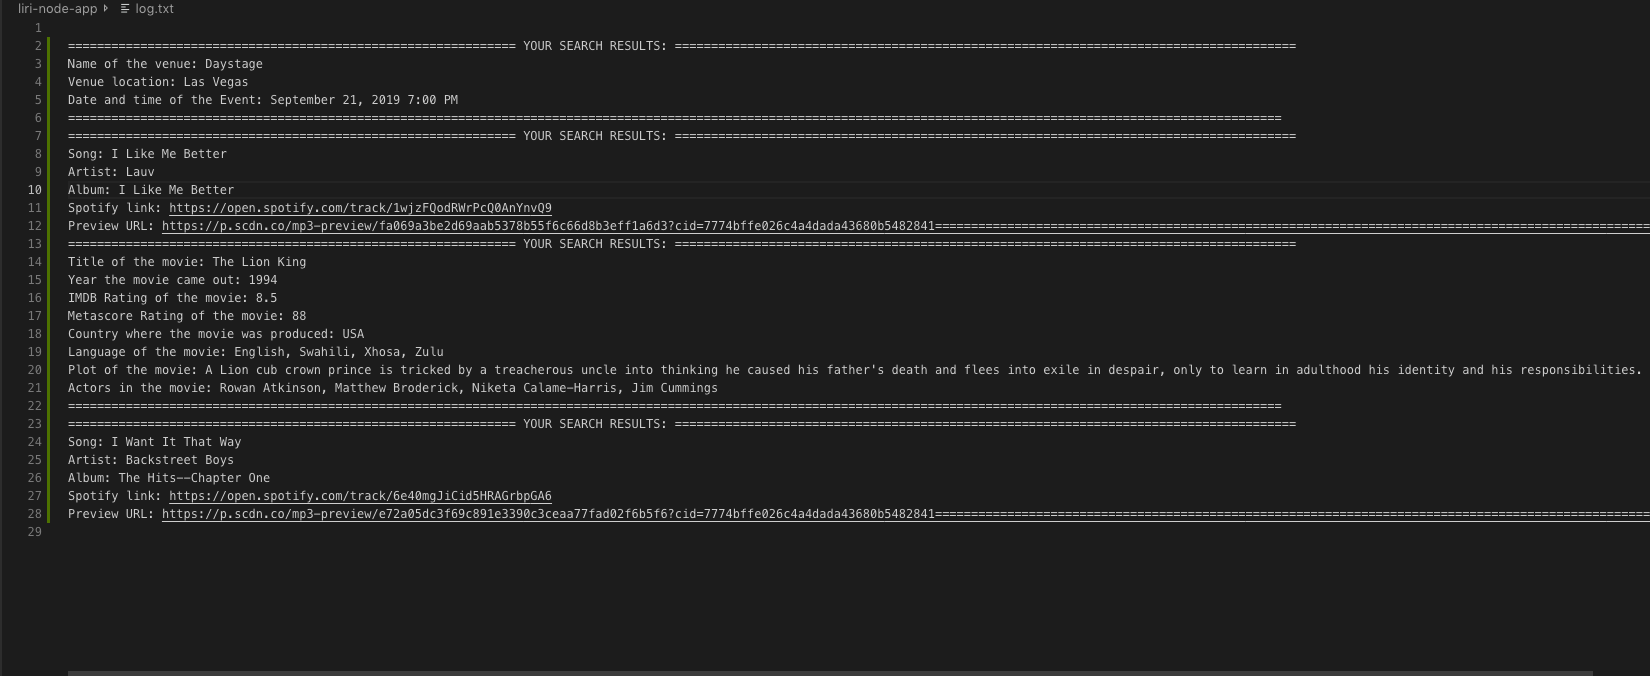 liri-node-app log.txt
1
2 ============================================================== YOUR SEARCH RESULTS: ======================================================================================
3 Name of the venue: Daystage
4 Venue location: Las Vegas
5 Date and time of the Event: September 21, 2019 7:00 PM
6 ========================================================================================================================================================================
7 ============================================================== YOUR SEARCH RESULTS: ======================================================================================
8 Song: I Like Me Better
9 Artist: Lauv
10 Album: I Like Me Better
11 Spotify link: https://open.spotify.com/track/1wjzFQodRWrPcQ0AnYnvQ9
12 Preview URL: https://p.scdn.co/mp3-preview/fa069a3be2d69aab5378b55f6c66d8b3eff1a6d3?cid=7774bffe026c4a4dada43680b5482841===================================================================================================
13 ============================================================== YOUR SEARCH RESULTS: ======================================================================================
14 Title of the movie: The Lion King
15 Year the movie came out: 1994
16 IMDB Rating of the movie: 8.5
17 Metascore Rating of the movie: 88
18 Country where the movie was produced: USA
19 Language of the movie: English, Swahili, Xhosa, Zulu
20 Plot of the movie: A Lion cub crown prince is tricked by a treacherous uncle into thinking he caused his father's death and flees into exile in despair, only to learn in adulthood his identity and his responsibilities.
21 Actors in the movie: Rowan Atkinson, Matthew Broderick, Niketa Calame-Harris, Jim Cummings
22 ========================================================================================================================================================================
23 ============================================================== YOUR SEARCH RESULTS: ======================================================================================
24 Song: I Want It That Way
25 Artist: Backstreet Boys
26 Album: The Hits--Chapter One
27 Spotify link: https://open.spotify.com/track/6e40mgJiCid5HRAGrbpGA6
28 Preview URL: https://p.scdn.co/mp3-preview/e72a05dc3f69c891e3390c3ceaa77fad02f6b5f6?cid=7774bffe026c4a4dada43680b5482841===================================================================================================
29